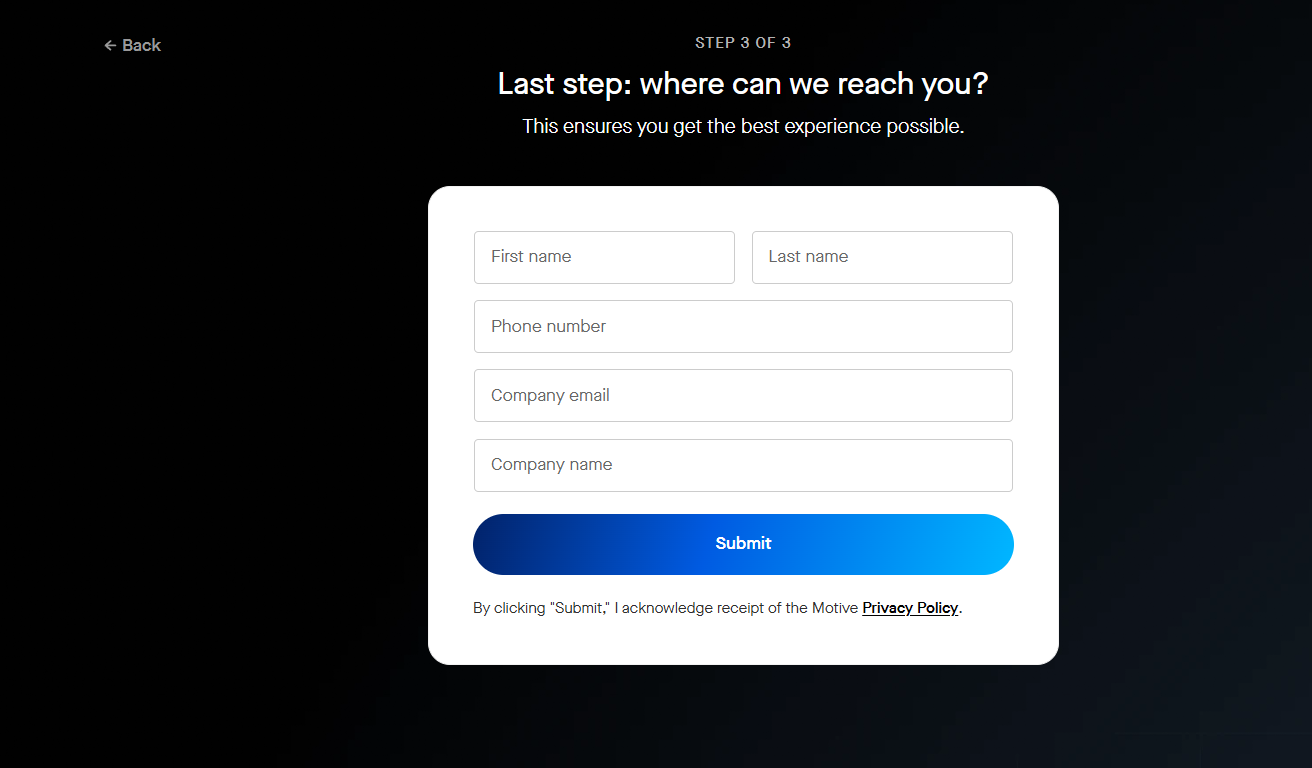 ← Back
STEP 3 OF 3
Last step: where can we reach you?
This ensures you get the best experience possible.
First name
Last name
Phone number
Company email
Company name
Submit
By clicking "Submit," I acknowledge receipt of the Motive Privacy Policy.